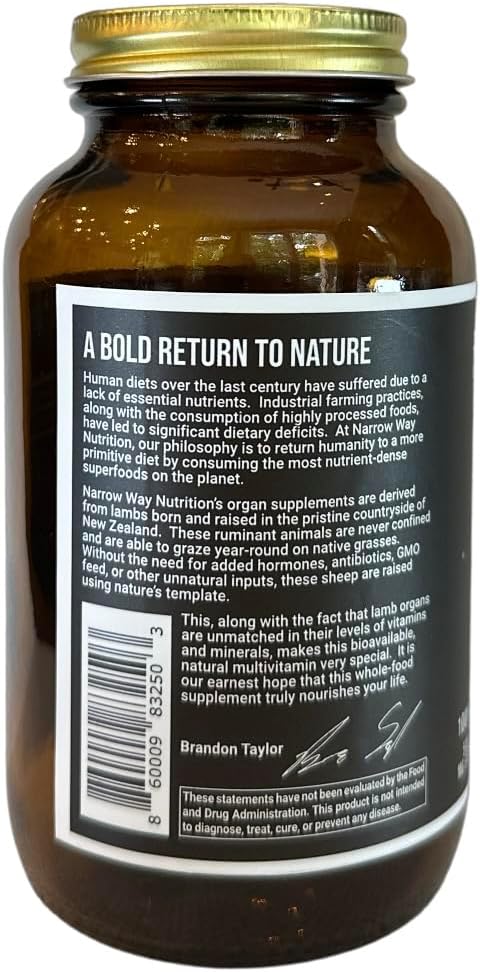 A BOLD RETURN TO NATURE
Human diets over the last century have suffered due to a
lack of essential nutrients. Industrial farming practices,
along with the consumption of highly processed foods,
have led to significant dietary deficits. At Narrow Way
Nutrition, our philosophy is to return humanity to a more
primitive diet by consuming the most nutrient-dense
superfoods on the planet.
Narrow Way Nutrition's organ supplements are derived
from lambs born and raised in the pristine countryside of
New Zealand. These ruminant animals are never confined
and are able to graze year-round on native grasses.
Without the need for added hormones, antibiotics, GMO
feed, or other unnatural inputs, these sheep are raised
using nature's template.
This, along with the fact that lamb organs
are unmatched in their levels of vitamins
and minerals, makes this bioavailable,
natural multivitamin very special. It is
our earnest hope that this whole-food
supplement truly nourishes your life.
Brandon Taylor
These statements have not been evaluated by the Food
and Drug Administration. This product is not intended
to diagnose, treat, cure, or prevent any disease.
8 60009 83250 3